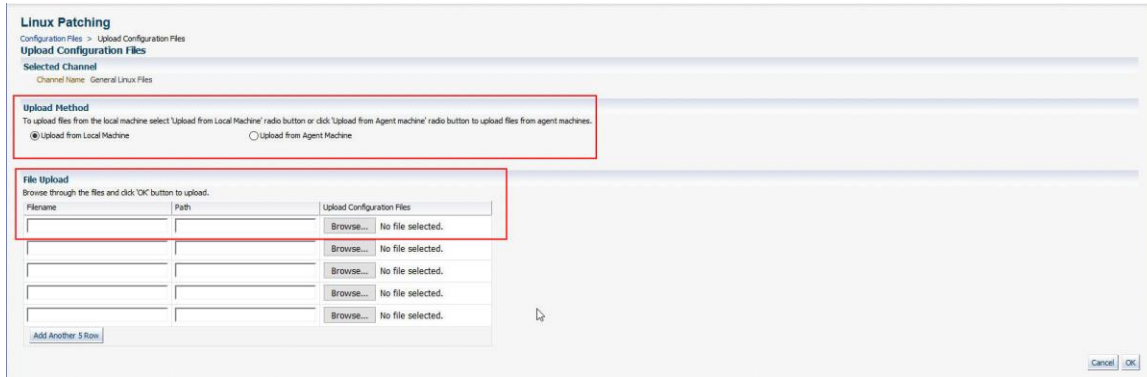 Linux Patching
Configuration Files > Upload Configuration Files
Upload Configuration Files
Selected Channel
Channel Name General Linux Files
Upload Method
To upload files from the local machine select 'Upload from Local Machine' radio button or click 'Upload from Agent machine' radio button to upload files from agent machines.
Upload from Local Machine Upload from Agent Machine
File Upload
Browse through the files and click 'OK' button to upload.
Filename Path Upload Configuration Files
Browse... No file selected.
Browse... No file selected.
Browse... No file selected.
Browse... No file selected.
Browse... No file selected.
Add Another 5 Row
Cancel OK